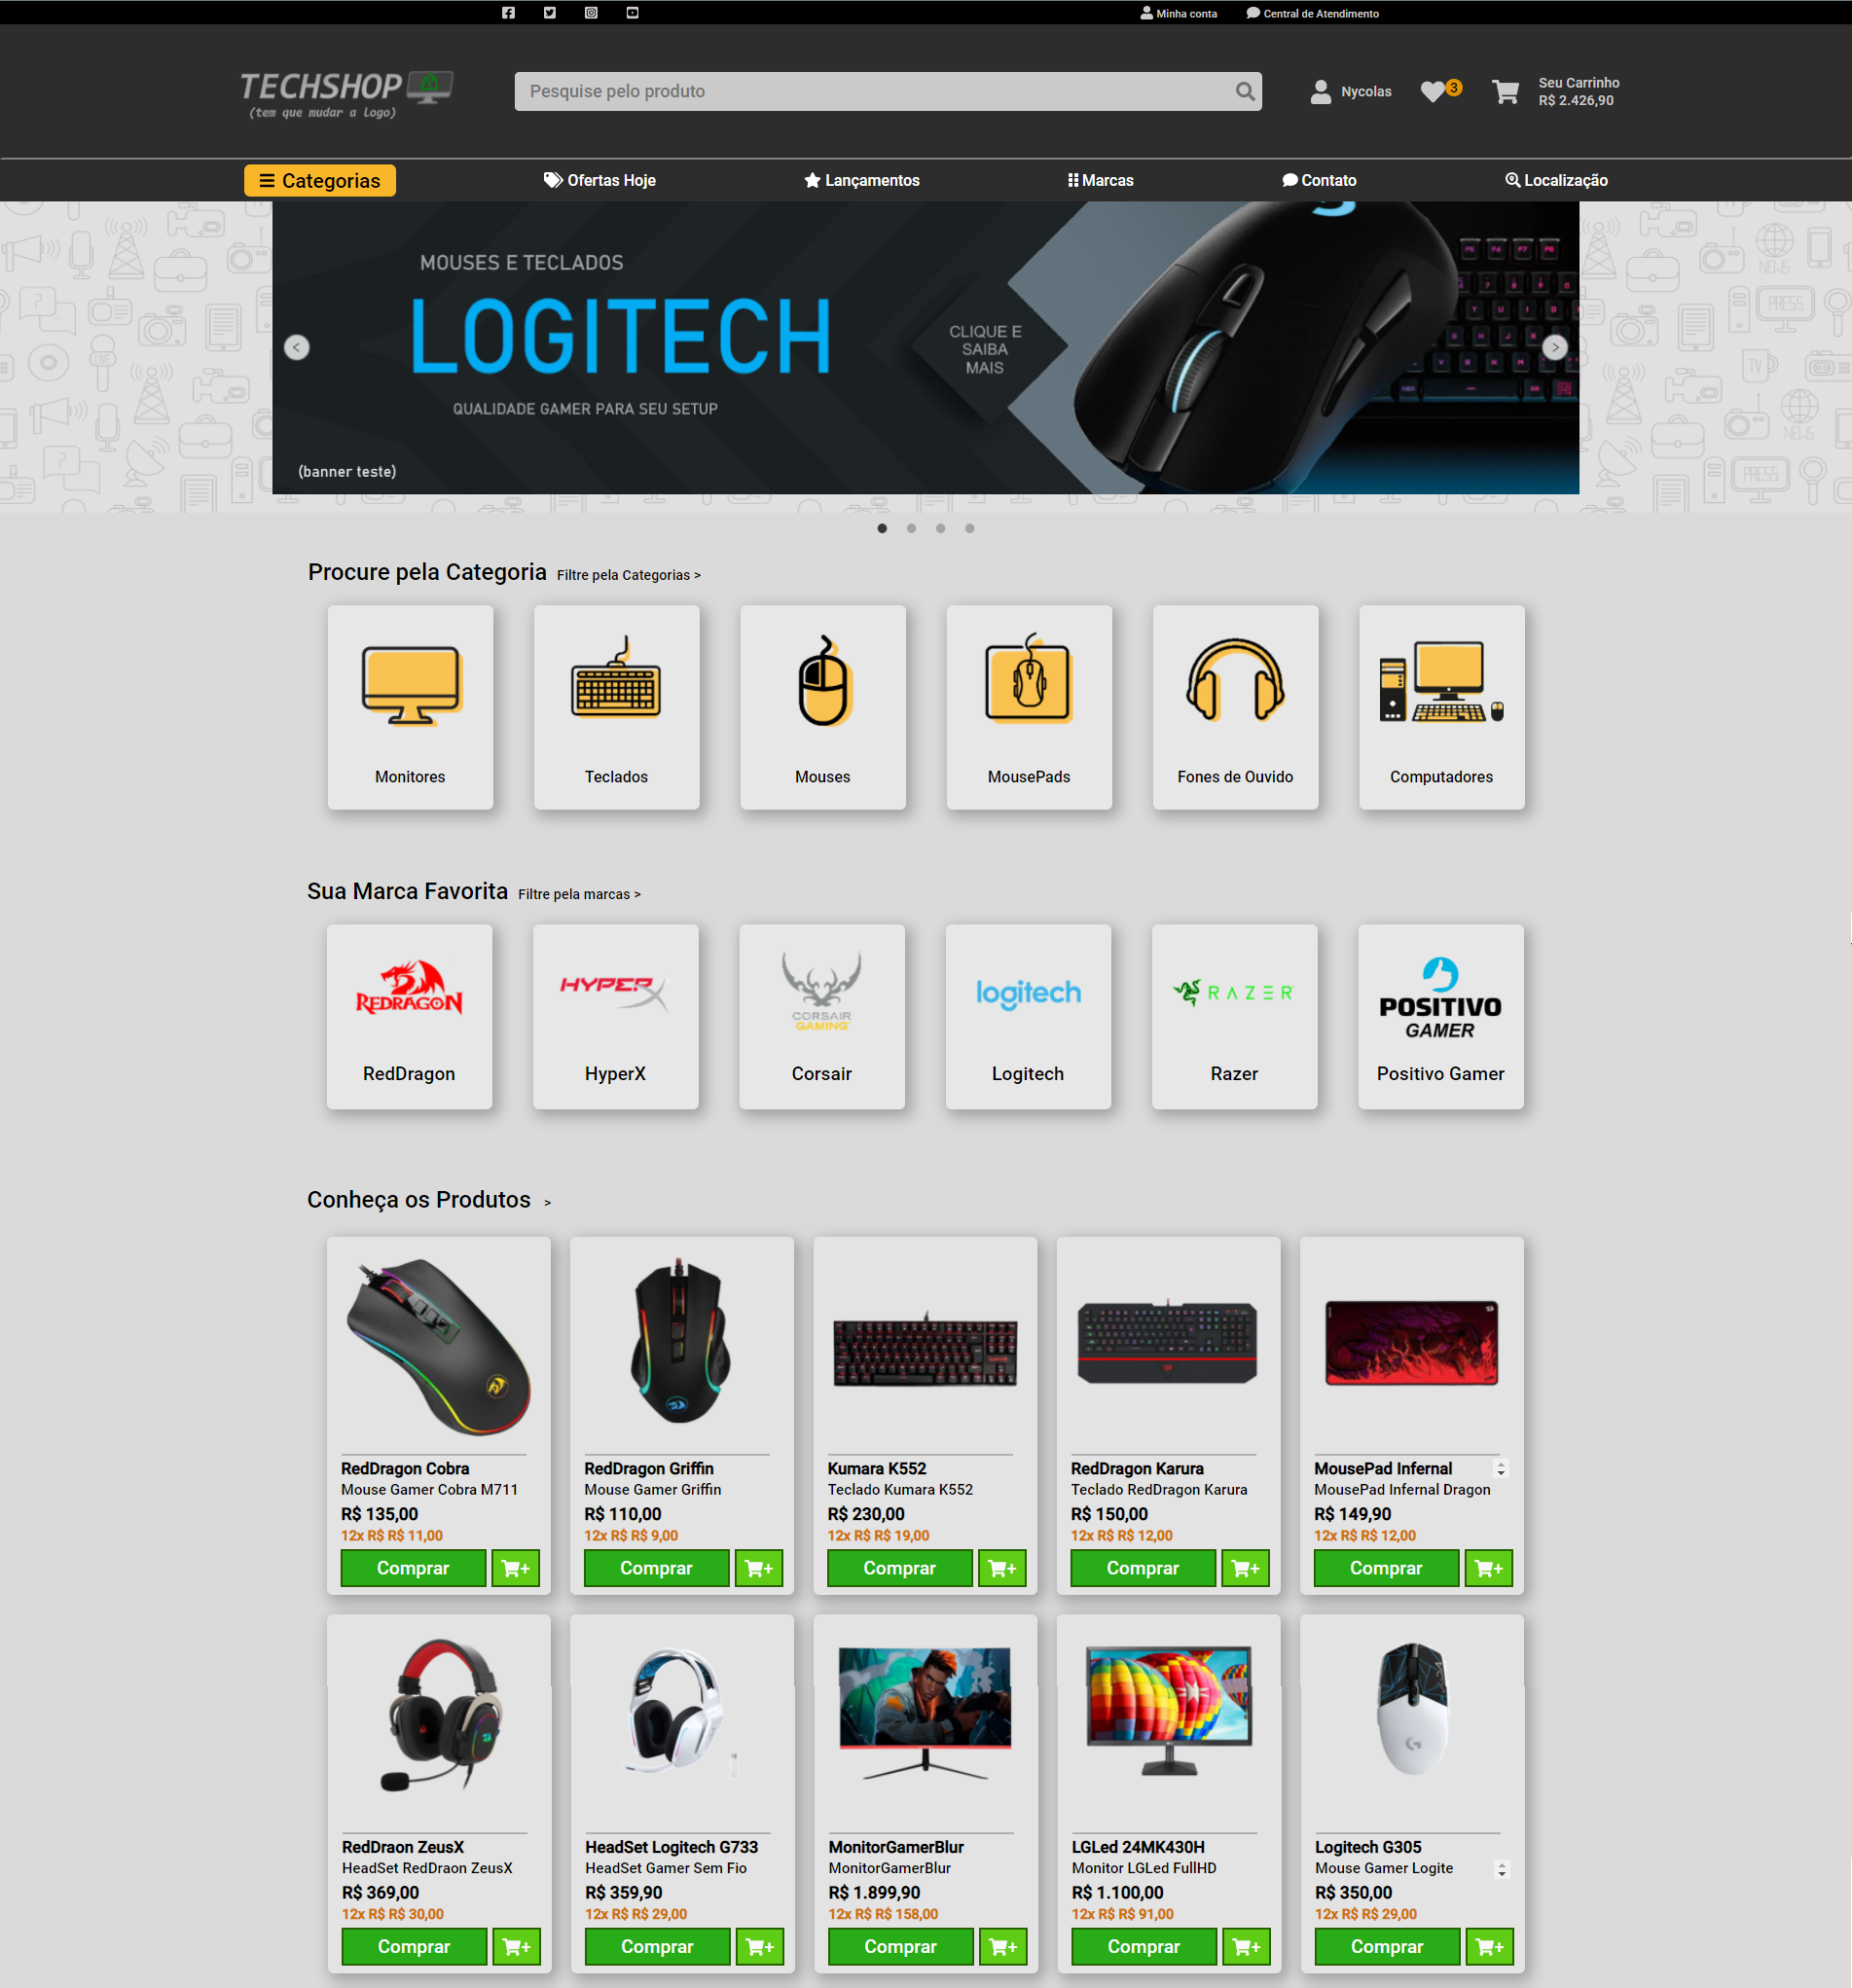 Minha conta
Central de Atendimento
TECHSHOP
(tem que mudar a logo)
Pesquise pelo produto
Nycolas
3
Seu Carrinho
R$ 2.426,90
Categorias
Ofertas Hoje
Lançamentos
Marcas
Contato
Localização
MOUSES E TECLADOS
LOGITECH
QUALIDADE GAMER PARA SEU SETUP
CLIQUE E
SAIBA
MAIS
(banner teste)
<
>
Procure pela Categoria
Filtre pela Categorias >
Monitores
Teclados
Mouses
MousePads
Fones de Ouvido
Computadores
Sua Marca Favorita
Filtre pela marcas >
REDRAGON
HYPERX
CORSAIR
GAMING
logitech
RAZER
POSITIVO
GAMER
RedDragon
HyperX
Corsair
Logitech
Razer
Positivo Gamer
Conheça os Produtos >
RedDragon Cobra
Mouse Gamer Cobra M711
R$ 135,00
12x R$ R$ 11,00
Comprar
+
RedDragon Griffin
Mouse Gamer Griffin
R$ 110,00
12x R$ R$ 9,00
Comprar
+
Kumara K552
Teclado Kumara K552
R$ 230,00
12x R$ R$ 19,00
Comprar
+
RedDragon Karura
Teclado RedDragon Karura
R$ 150,00
12x R$ R$ 12,00
Comprar
+
MousePad Infernal
MousePad Infernal Dragon
R$ 149,90
12x R$ R$ 12,00
Comprar
+
RedDraon ZeusX
HeadSet RedDraon ZeusX
R$ 369,00
12x R$ R$ 30,00
Comprar
+
HeadSet Logitech G733
HeadSet Gamer Sem Fio
R$ 359,90
12x R$ R$ 29,00
Comprar
+
MonitorGamerBlur
MonitorGamerBlur
R$ 1.899,90
12x R$ R$ 158,00
Comprar
+
LGLed 24MK430H
Monitor LGLed FullHD
R$ 1.100,00
12x R$ R$ 91,00
Comprar
+
Logitech G305
Mouse Gamer Logite
R$ 350,00
12x R$ R$ 29,00
Comprar
+